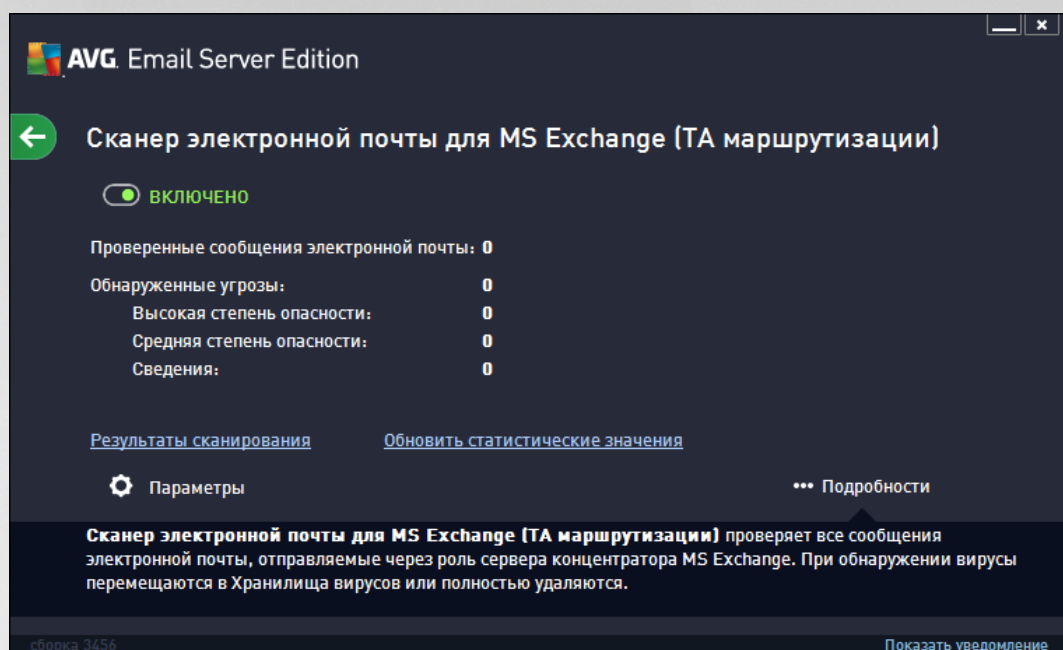 AVG. Email Server Edition
Сканер электронной почты для MS Exchange (TA маршрутизации)
ВКЛЮЧЕНО
Проверенные сообщения электронной почты: 0
Обнаруженные угрозы: 0
Высокая степень опасности: 0
Средняя степень опасности: 0
Сведения: 0
Результаты сканирования Обновить статистические значения
Параметры ••• Подробности
Сканер электронной почты для MS Exchange (TA маршрутизации) проверяет все сообщения
электронной почты, отправляемые через роль сервера концентратора MS Exchange. При обнаружении вирусы
перемещаются в Хранилища вирусов или полностью удаляются.
сборка 3456 Показать уведомление